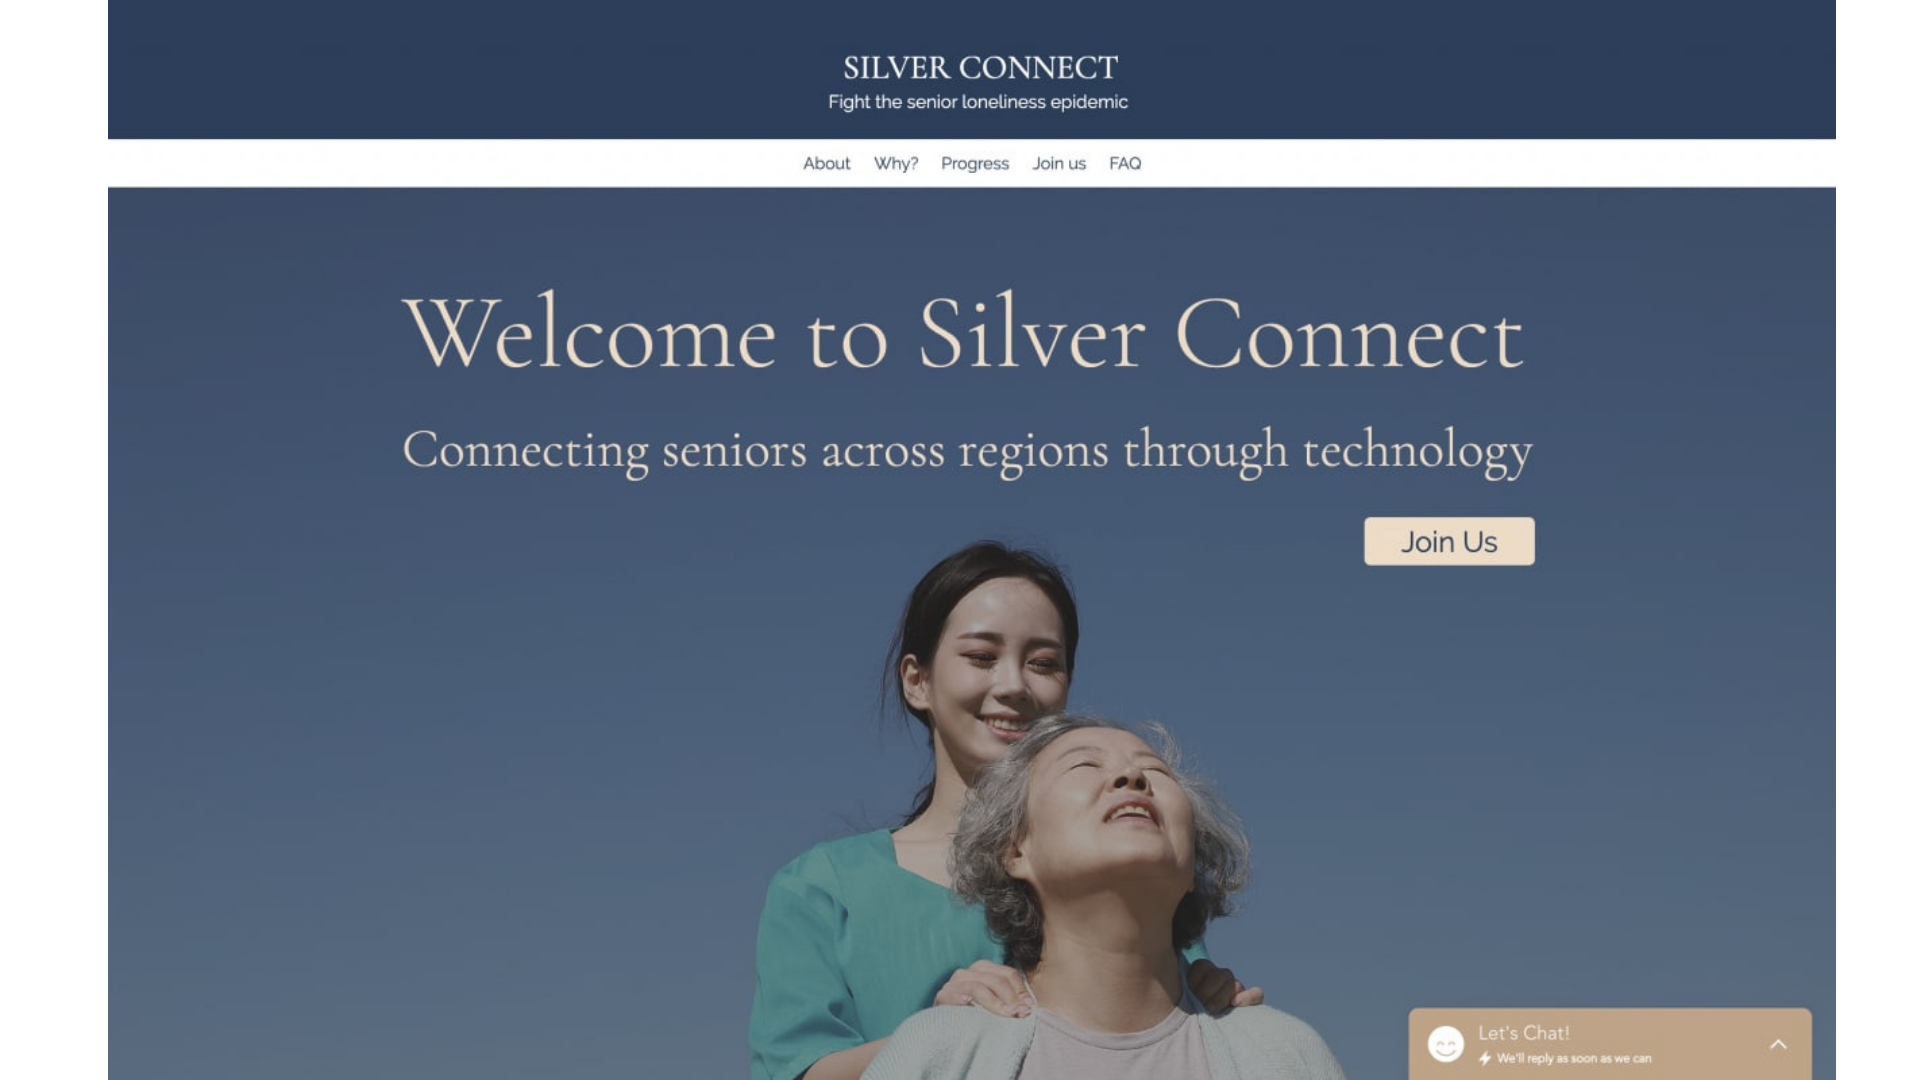 SILVER CONNECT
Fight the senior loneliness epidemic
About Why? Progress Join us FAQ
Welcome to Silver Connect
Connecting seniors across regions through technology
Join Us
Let's Chat!
We'll reply as soon as we can